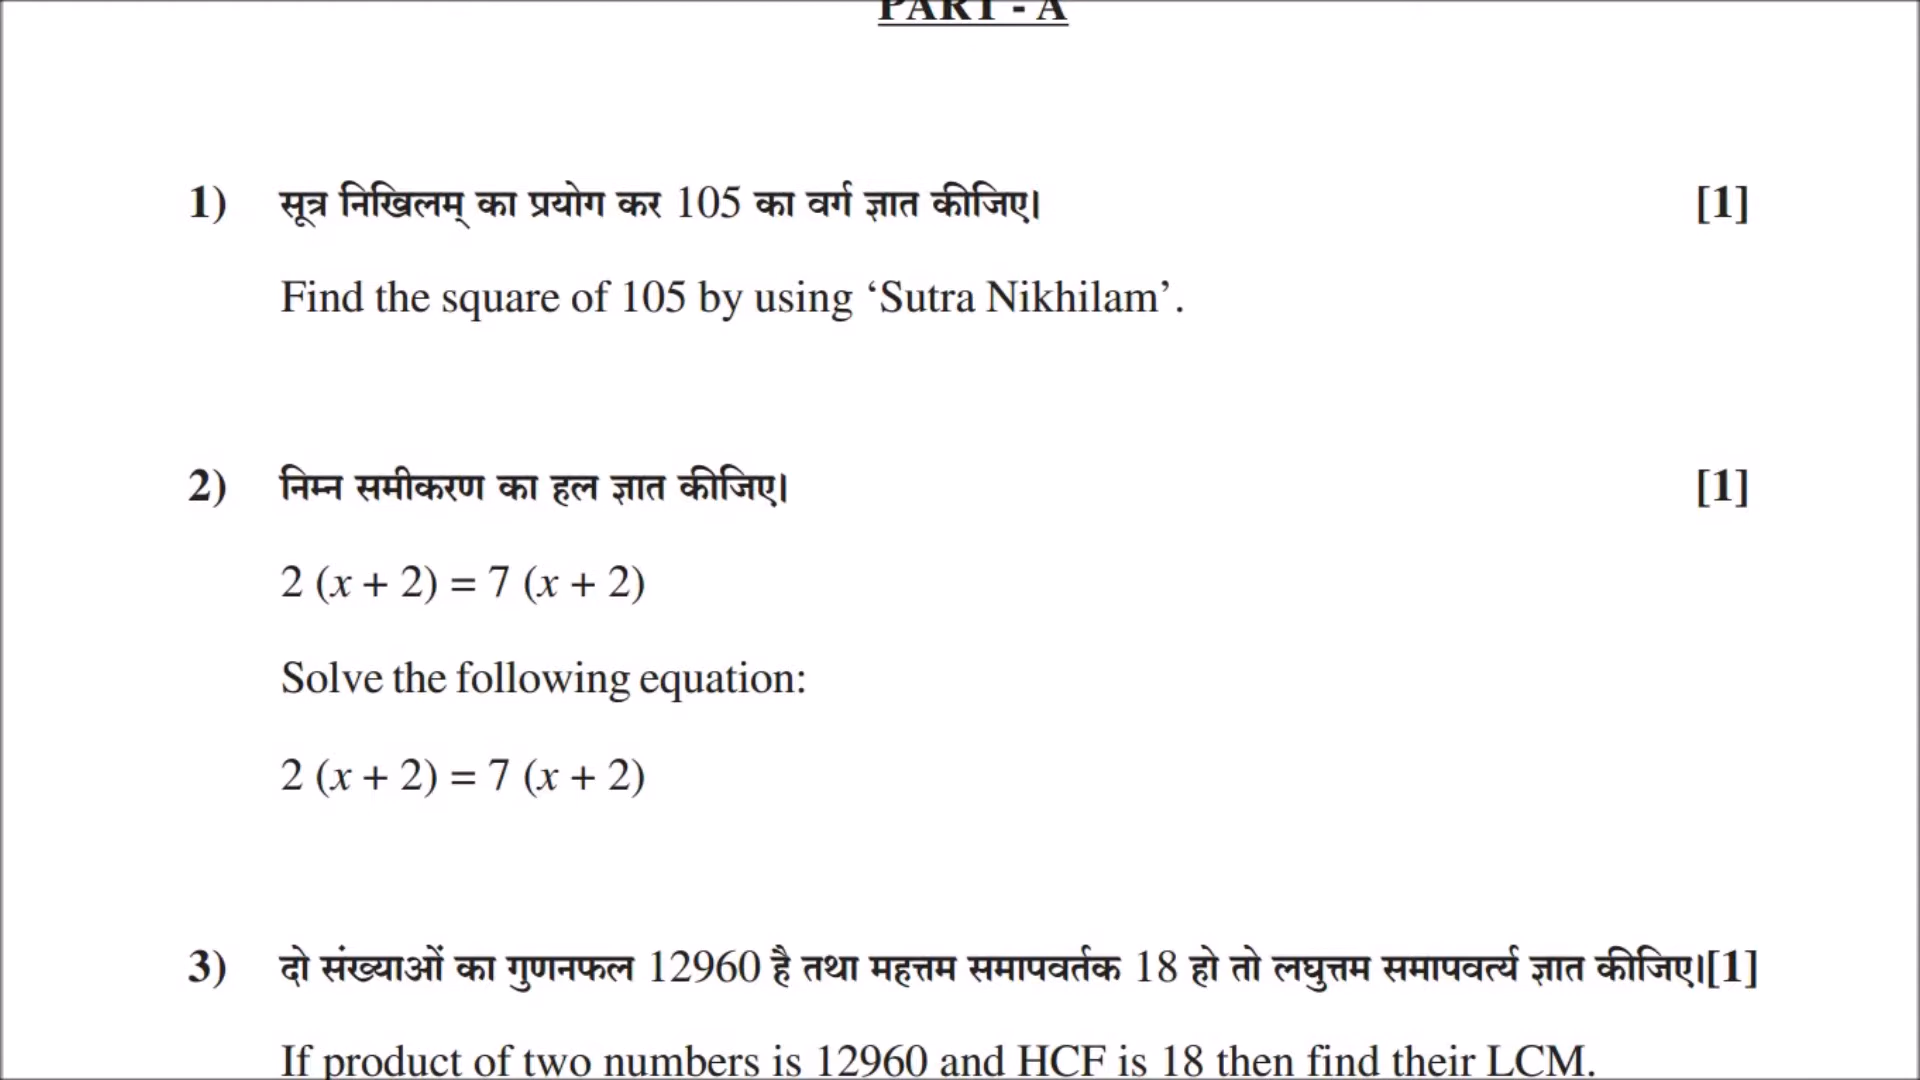 PART - A
1) सूत्र निखिलम् का प्रयोग कर 105 का वर्ग ज्ञात कीजिए। [1]
Find the square of 105 by using ‘Sutra Nikhilam’.
2) निम्न समीकरण का हल ज्ञात कीजिए। [1]
2 (x + 2) = 7 (x + 2)
Solve the following equation:
2 (x + 2) = 7 (x + 2)
3) दो संख्याओं का गुणनफल 12960 है तथा महत्तम समापवर्तक 18 हो तो लघुत्तम समापवर्त्य ज्ञात कीजिए।[1]
If product of two numbers is 12960 and HCF is 18 then find their LCM.